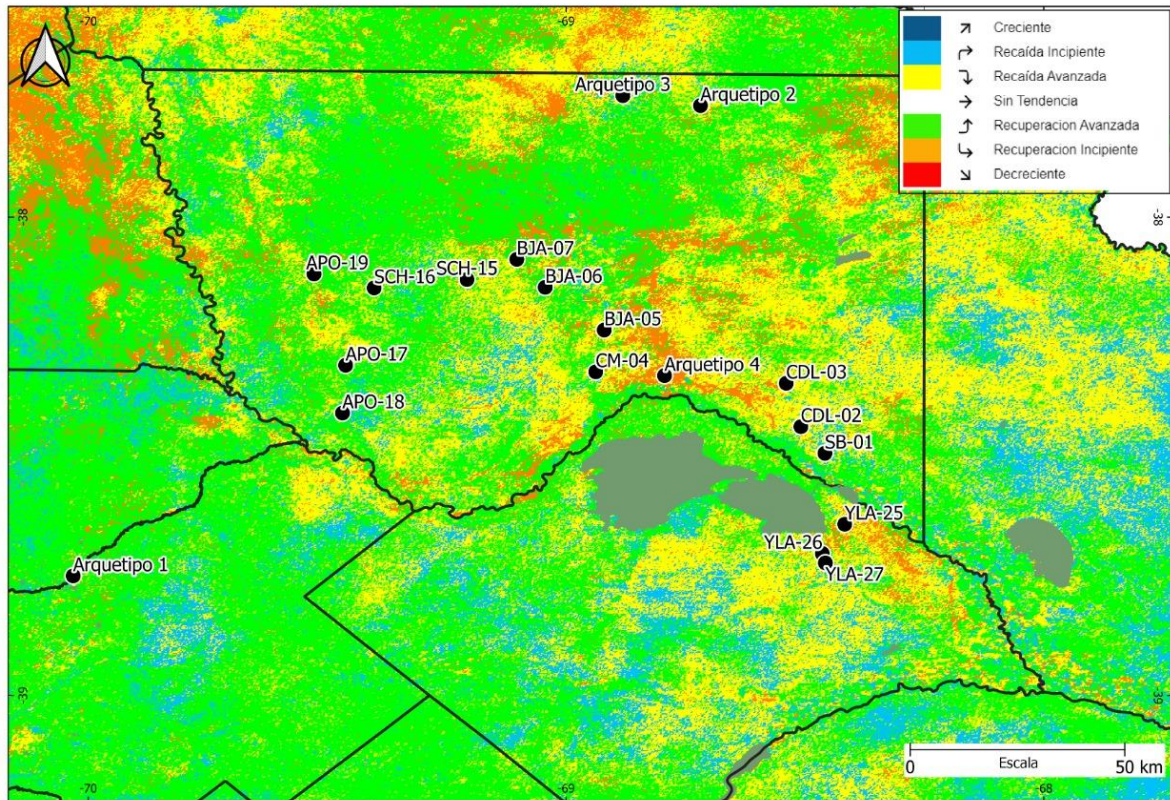 -70
-69
Creciente
Recaída Incipiente
Recaída Avanzada
Sin Tendencia
Recuperacion Avanzada
Recuperacion Incipiente
Decreciente
Arquetipo 3
Arquetipo 2
-38
-38
BJA-07
APO-19
SCH-15
SCH-16
BJA-06
BJA-05
APO-17
CM-04
Arquetipo 4
CDL-03
APO-18
CDL-02
SB-01
YLA-25
YLA-26
YLA-27
Arquetipo 1
-39
-39
0
Escala
50 km
-70
-69
-68